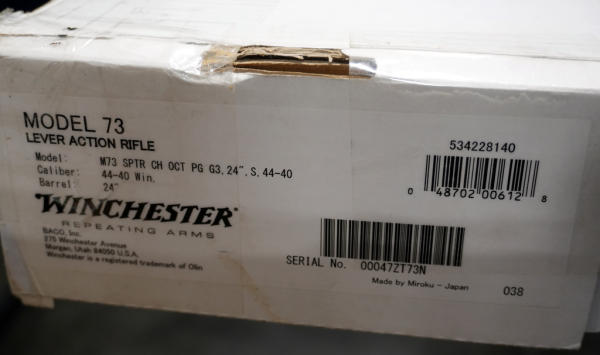 MODEL 73
LEVER ACTION RIFLE
Model: M73 SPTR CH OCT PG G3, 24", S, 44-40
Caliber: 44-40 Win.
Barrel: 24"
WINCHESTER
REPEATING ARMS
BACO, Inc.
275 Winchester Avenue
Morgan, Utah 84050 U.S.A.
Winchester is a registered trademark of Olin
534228140
0 48702 00612 8
SERIAL No. 00047ZT73N
Made by Miroku - Japan
038